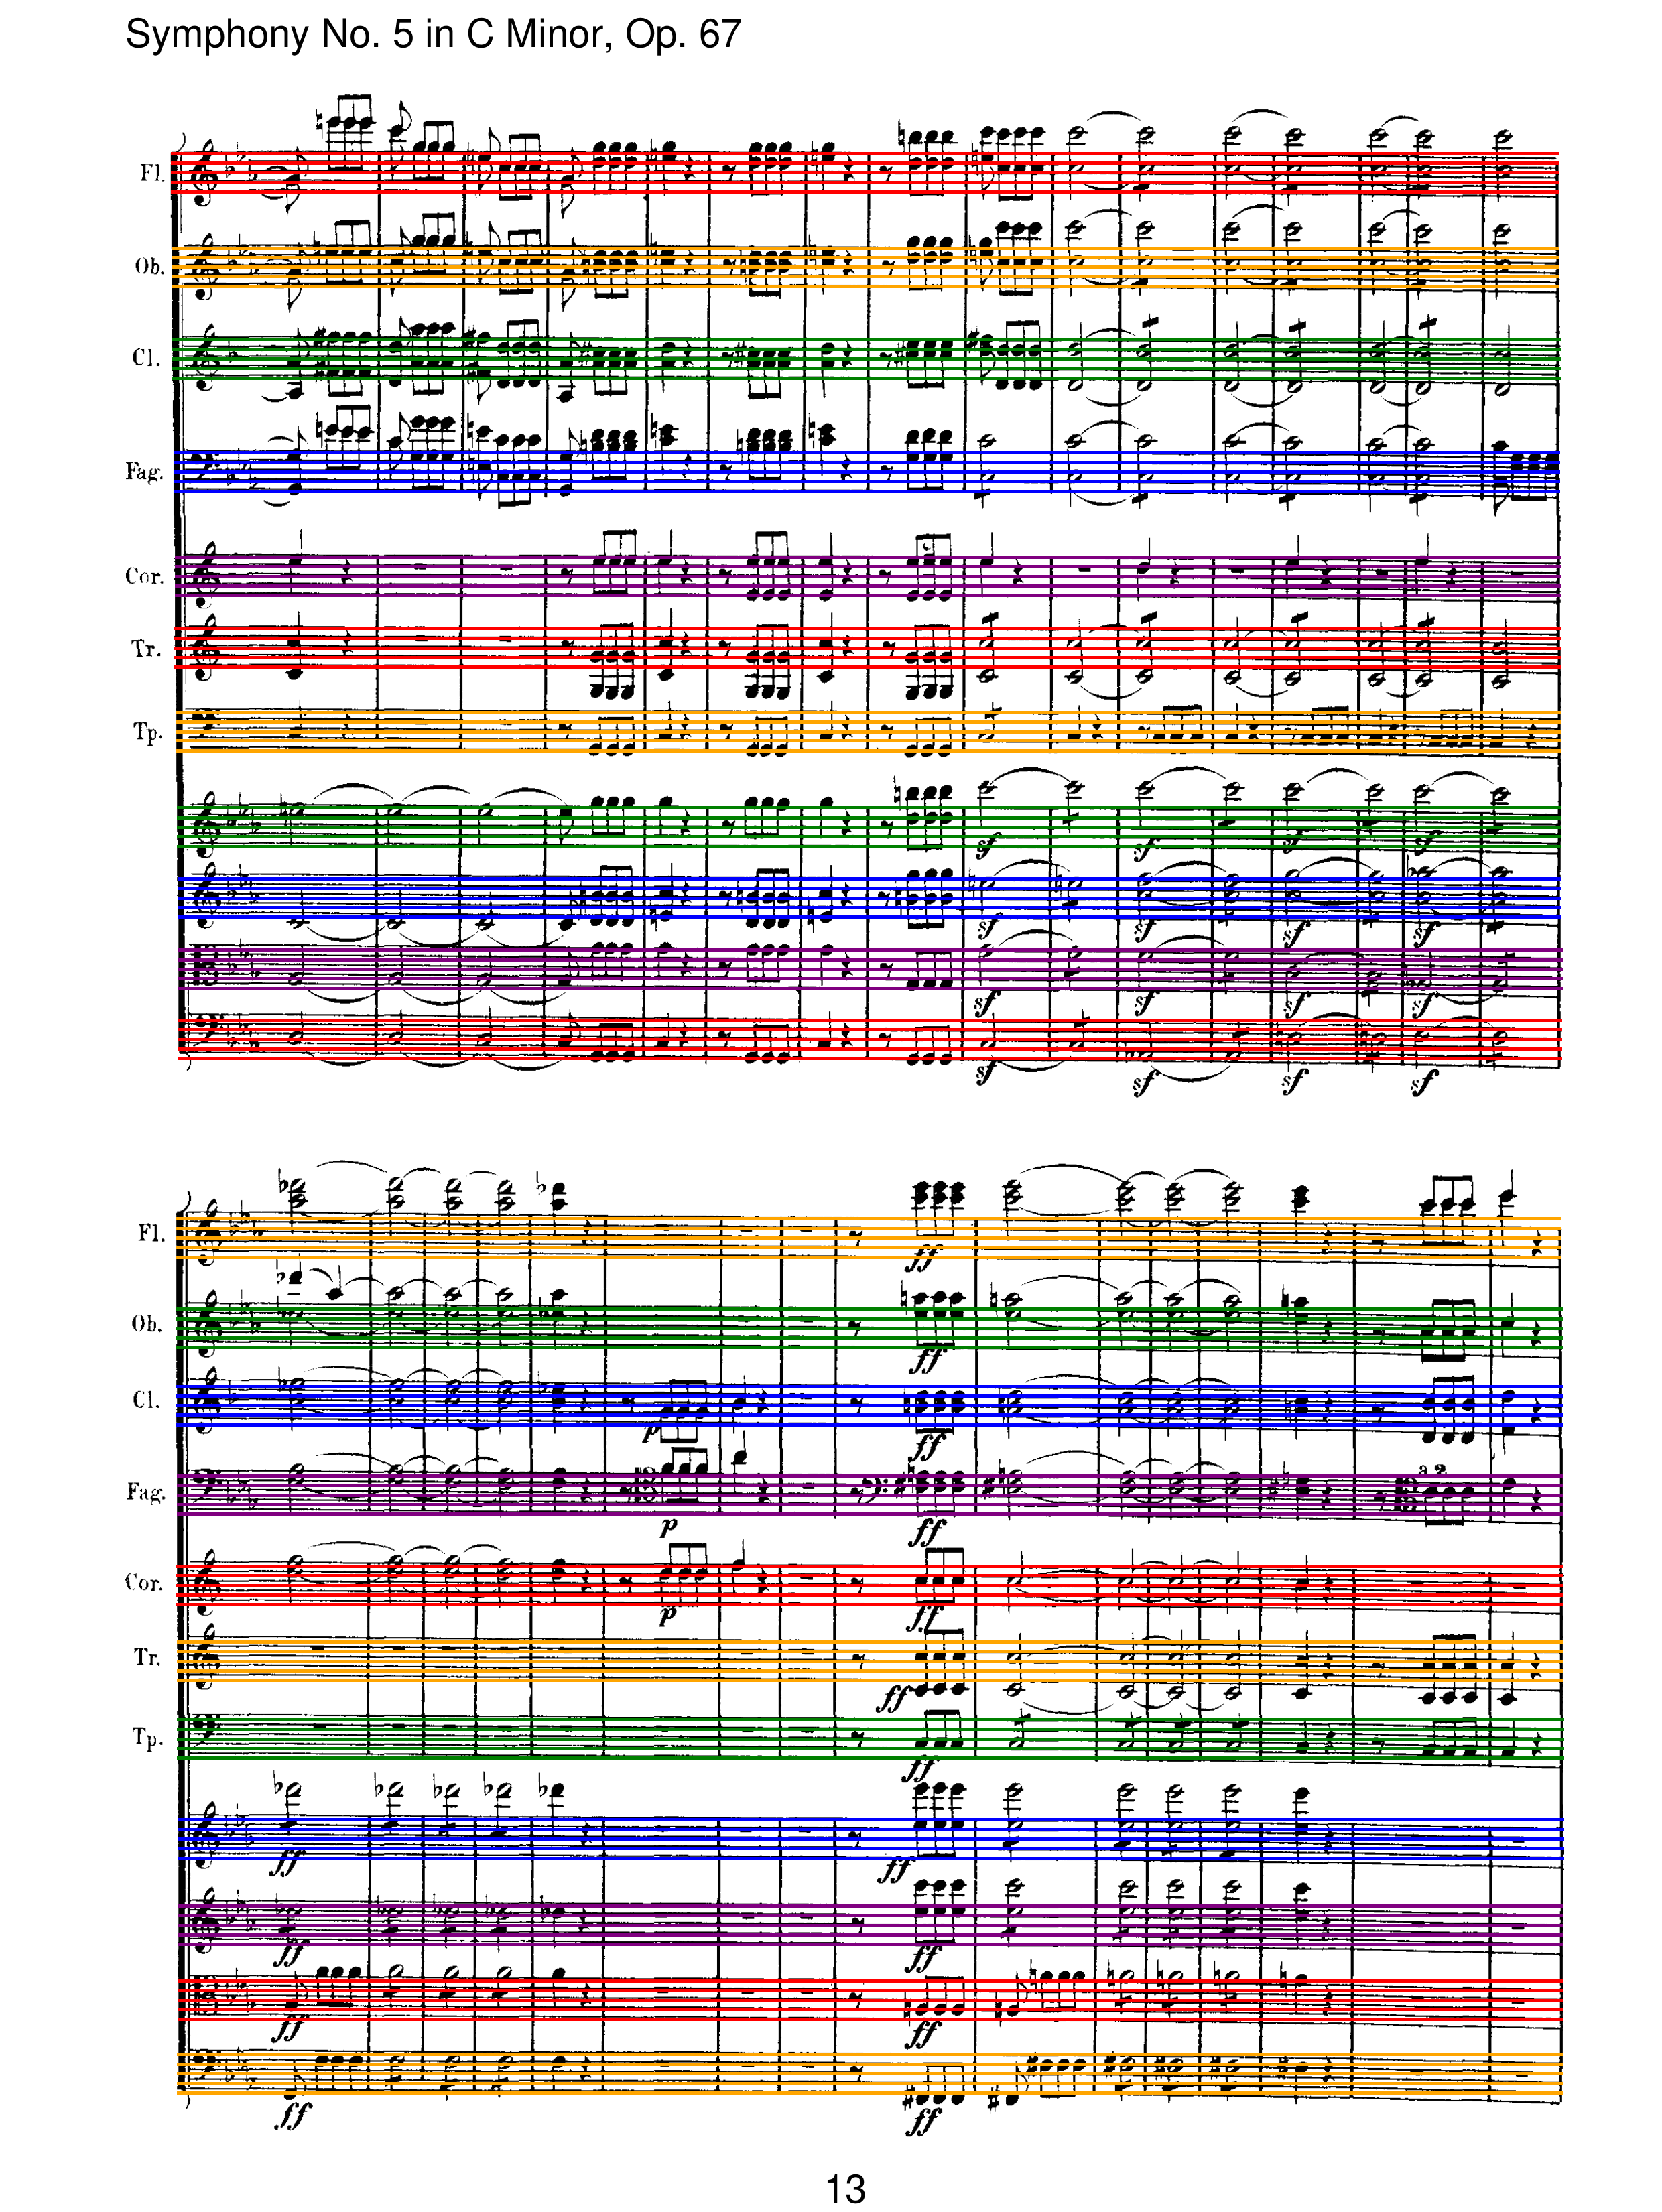 Symphony No. 5 in C Minor, Op. 67
Fl.
Ob.
Cl.
Fag.
Cor.
Tr.
Tp.
sf sf sf sf
sf sf sf sf
sf sf sf sf
sf sf sf sf
Fl.
ff
Ob.
ff
Cl.
p ff
Fag.
a 2.
p ff
Cor.
p ff
Tr.
ff
Tp.
ff
ff ff
ff ff
ff ff
ff ff
13